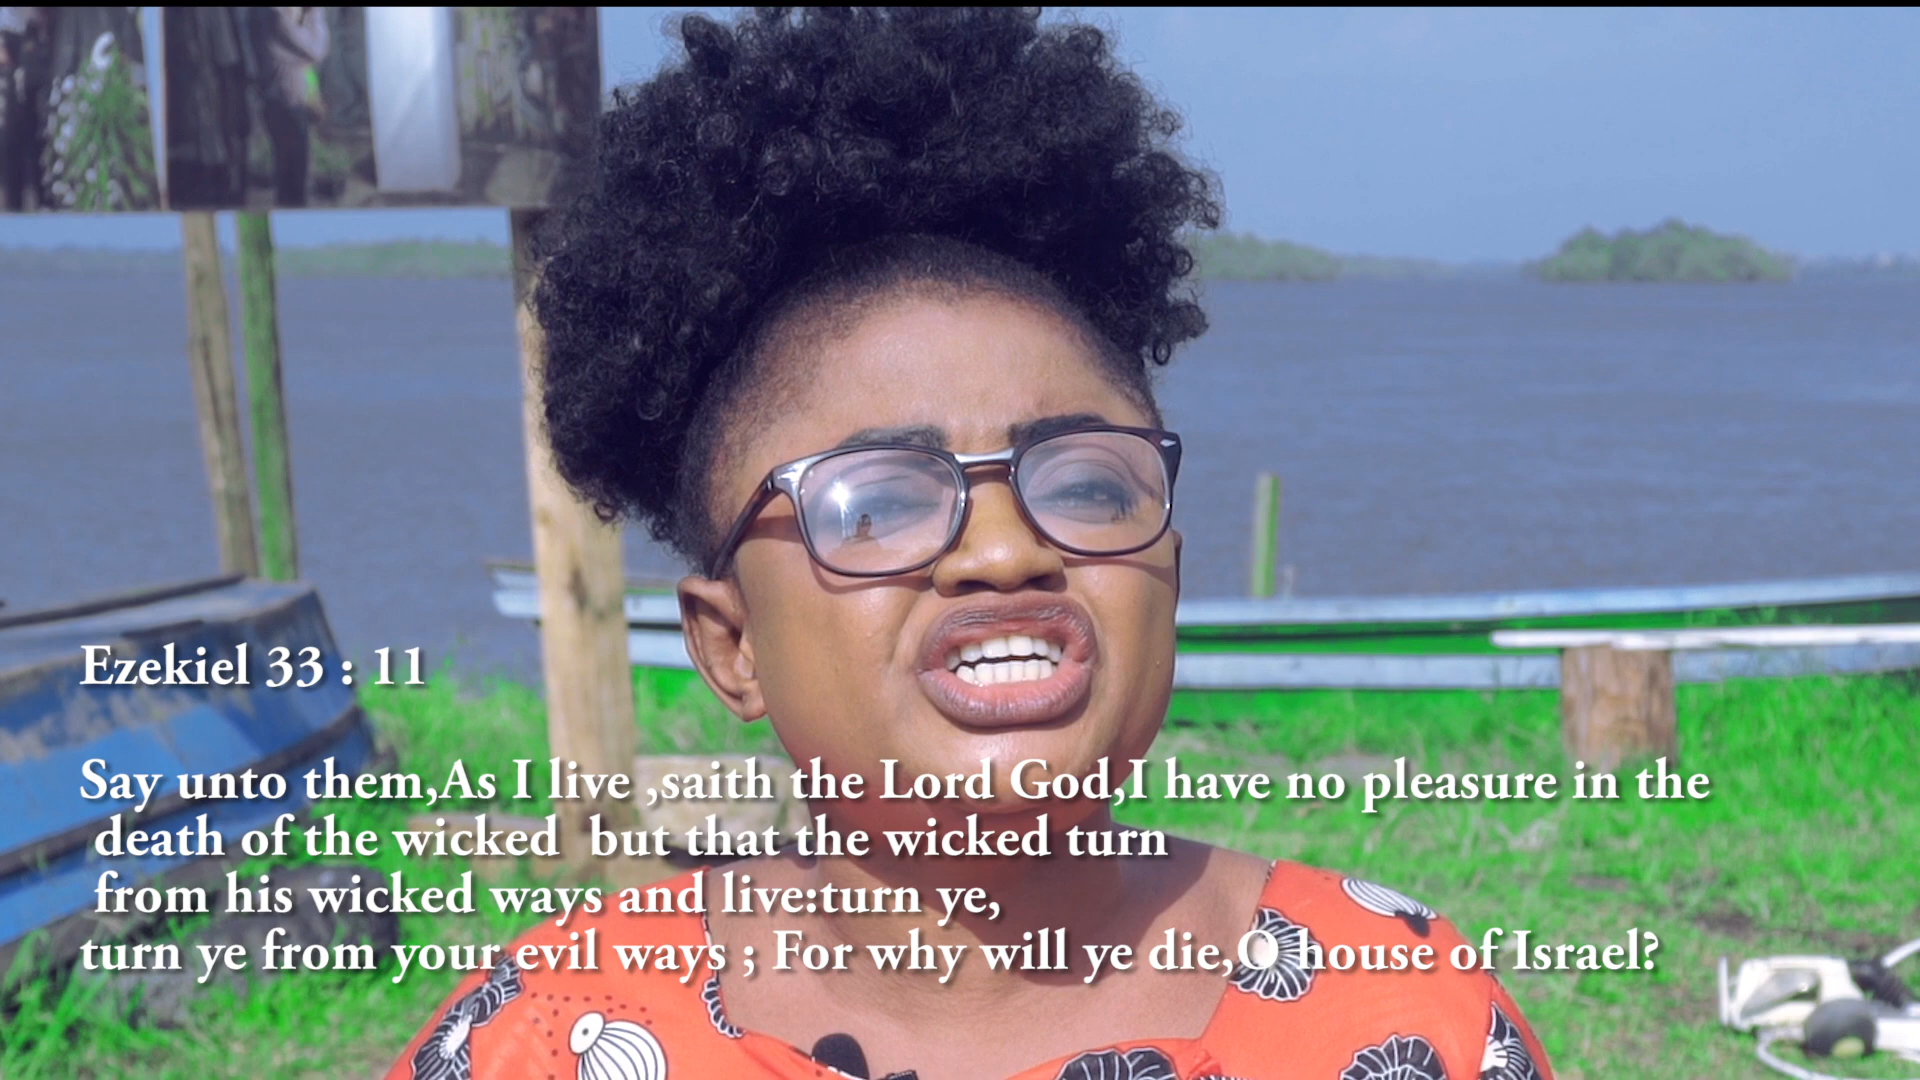 Ezekiel 33 : 11
Say unto them,As I live ,saith the Lord God,I have no pleasure in the
death of the wicked  but that the wicked turn
from his wicked ways and live:turn ye,
turn ye from your evil ways ; For why will ye die,O house of Israel?